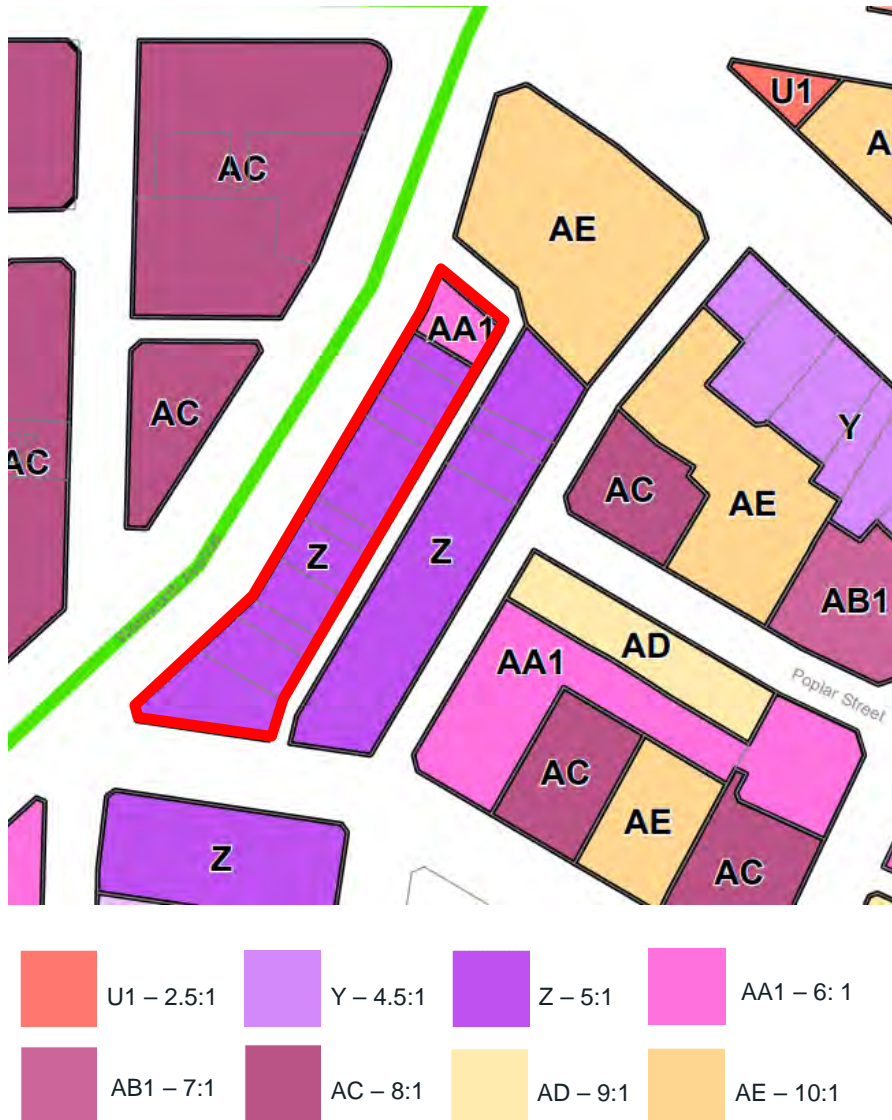 U1
AC
A
AE
AA1
AC
Y
AC
AC
AE
Z
Z
AB1
AD
AA1
Poplar Street
AC
AE
Z
AC
U1 – 2.5:1
Y – 4.5:1
Z – 5:1
AA1 – 6: 1
AB1 – 7:1
AC – 8:1
AD – 9:1
AE – 10:1